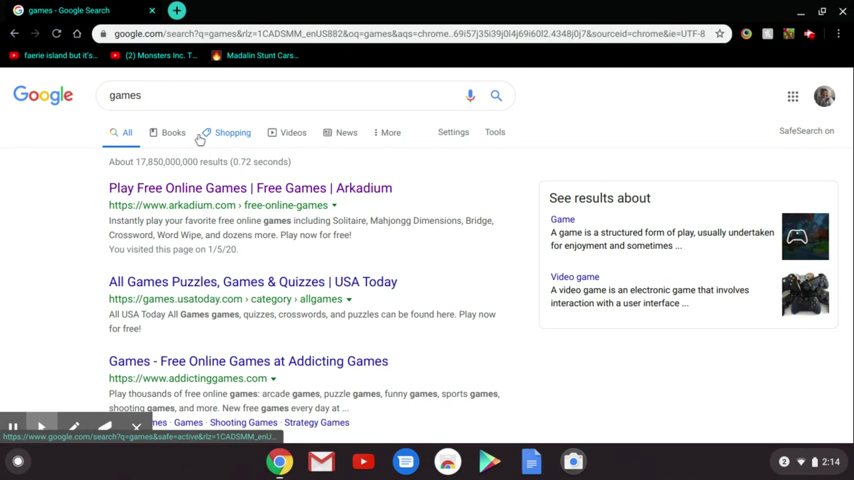 games - Google Search
google.com/search?q=games&rlz=1CADSMM_enUS882&oq=games&aqs=chrome..69i57j35i39j0l4j69i60l2.4348j0j7&sourceid=chrome&ie=UTF-8
faerie island but it's... (2) Monsters Inc. T... Madalin Stunt Cars...
Google games
All Books Shopping Videos News More Settings Tools SafeSearch on
About 17,850,000,000 results (0.72 seconds)
Play Free Online Games | Free Games | Arkadium
https://www.arkadium.com › free-online-games
Instantly play your favorite free online games including Solitaire, Mahjongg Dimensions, Bridge,
Crossword, Word Wipe, and dozens more. Play now for free!
You visited this page on 1/5/20.
All Games Puzzles, Games & Quizzes | USA Today
https://games.usatoday.com › category › allgames
All USA Today All Games games, quizzes, crosswords, and puzzles can be found here. Play now
for free!
Games - Free Online Games at Addicting Games
https://www.addictinggames.com
Play thousands of free online games: arcade games, puzzle games, funny games, sports games,
shooting games, and more. New free games every day at ...
Games · Shooting Games · Strategy Games
See results about
Game
A game is a structured form of play, usually undertaken
for enjoyment and sometimes ...
Video game
A video game is an electronic game that involves
interaction with a user interface ...
https://www.google.com/search?q=games&safe=active&rlz=1CADSMM_enU...
2 2:14